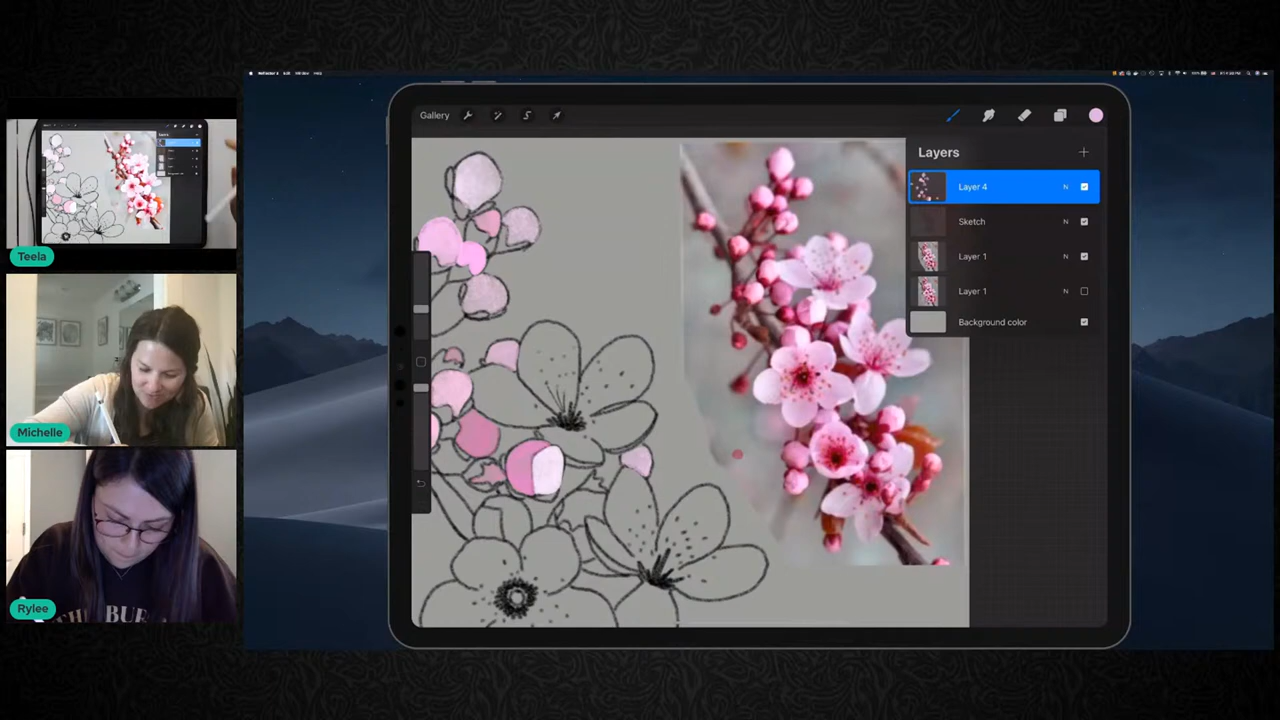 Gallery
Layers
Layer 4
N
Sketch
N
Layer 1
N
Layer 1
N
Background color
Teela
Michelle
Rylee